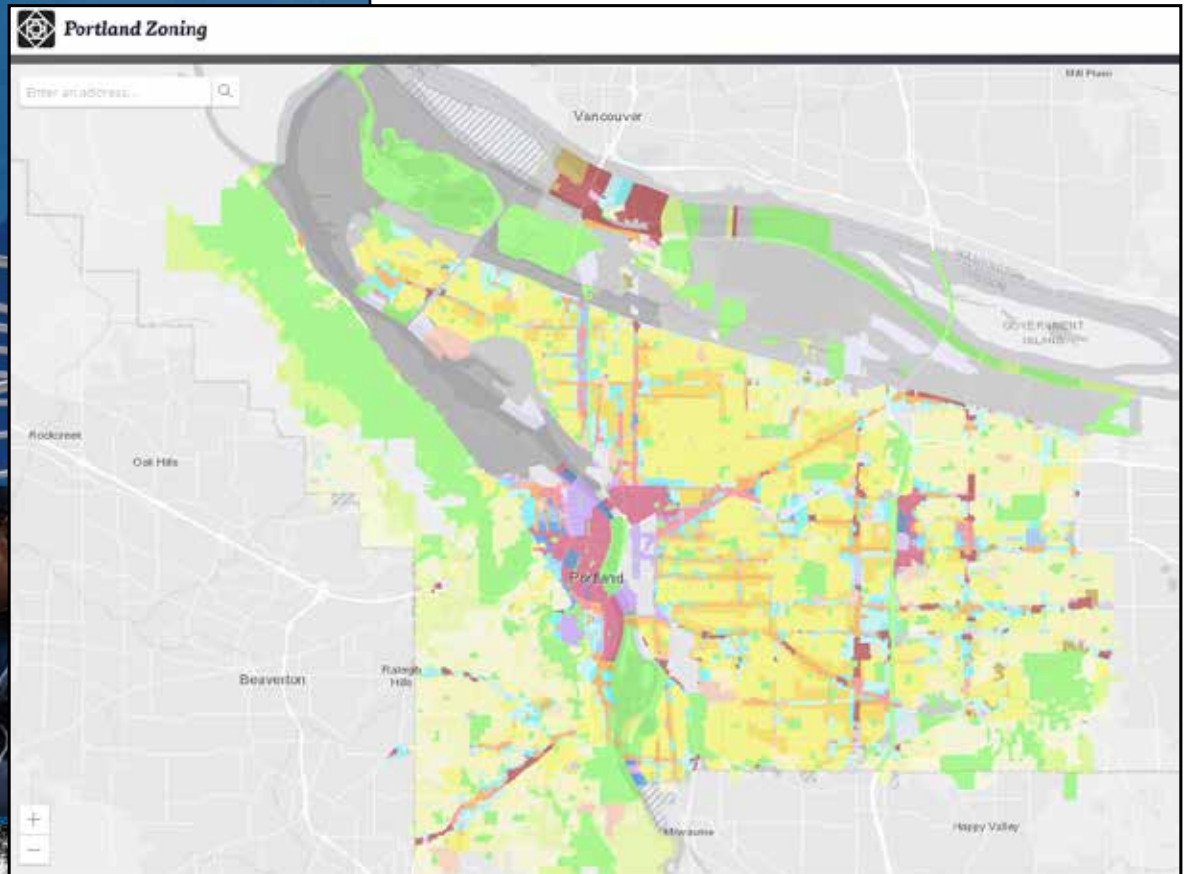 Portland Zoning
Mill Plain
Enter an address...
Vancouver
GOVERNMENT
ISLAND
Rockcreek
Oak Hills
Portland
Raleigh
Hills
Beaverton
Milwaukie
Happy Valley
+
−